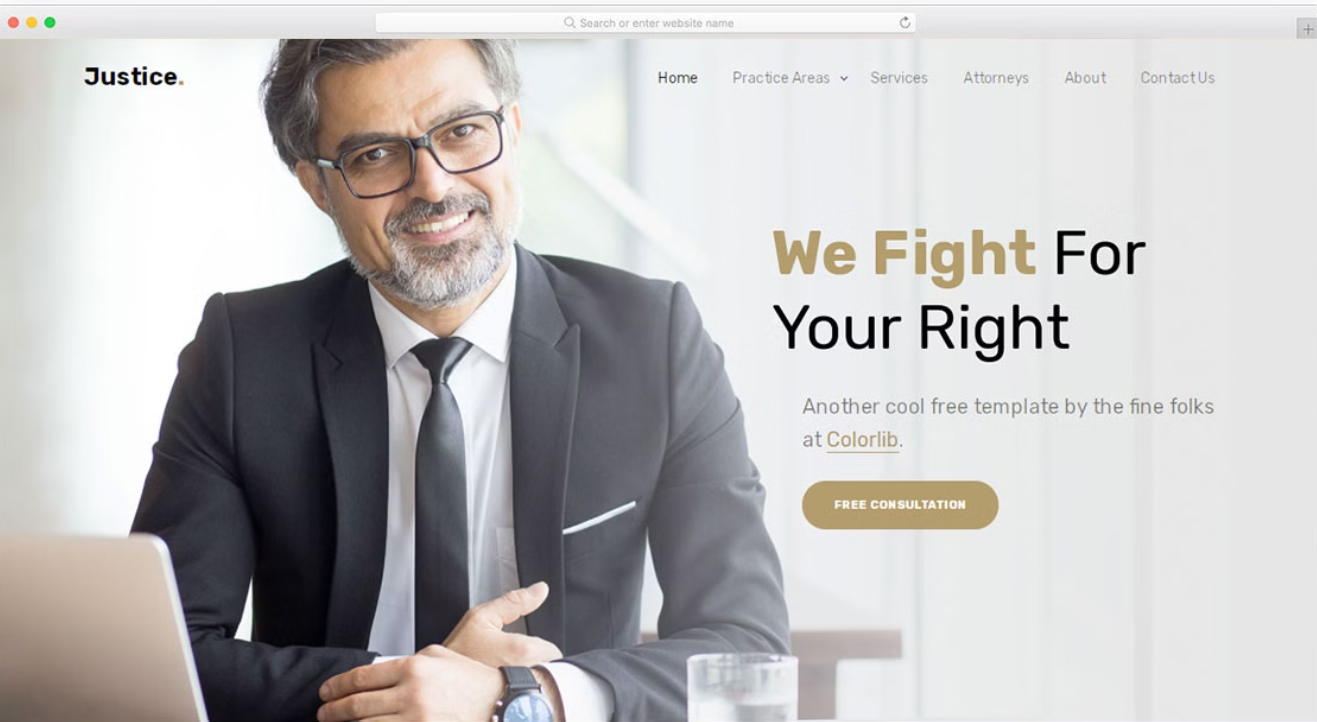 Search or enter website name
Justice.
Home Practice Areas Services Attorneys About Contact Us
We Fight For
Your Right
Another cool free template by the fine folks
at Colorlib.
FREE CONSULTATION